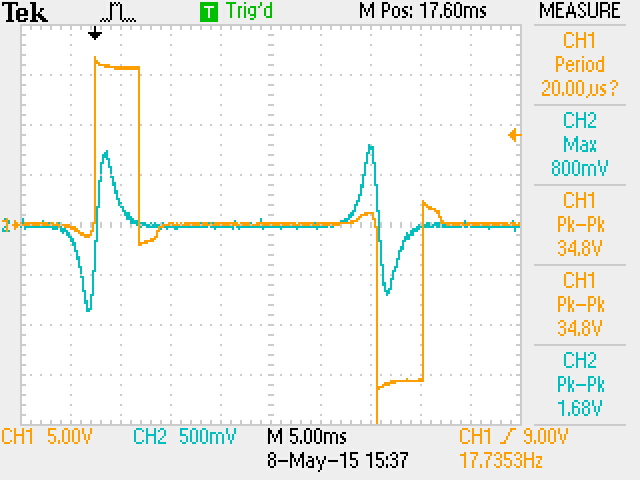 Tek T Trig'd M Pos: 17.60ms MEASURE
CH1
Period
20.00µs?
CH2
Max
800mV
CH1
Pk-Pk
34.8V
CH1
Pk-Pk
34.8V
CH2
Pk-Pk
1.68V
CH1 5.00V CH2 500mV M 5.00ms CH1 / 9.00V
8-May-15 15:37 17.7353Hz